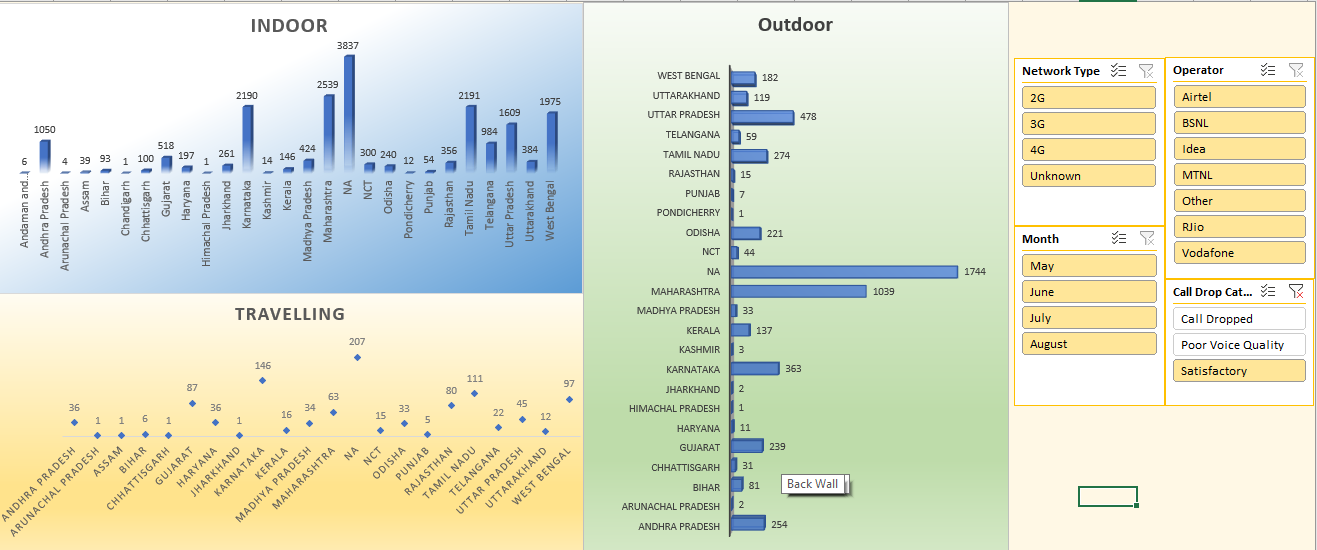 INDOOR
6
1050
4
39
93
1
100
518
197
1
261
2190
14
146
424
2539
3837
300
240
12
54
356
2191
984
1609
384
1975
Andaman and…
Andhra Pradesh
Arunachal Pradesh
Assam
Bihar
Chandigarh
Chhattisgarh
Gujarat
Haryana
Himachal Pradesh
Jharkhand
Karnataka
Kashmir
Kerala
Madhya Pradesh
Maharashtra
NA
NCT
Odisha
Pondicherry
Punjab
Rajasthan
Tamil Nadu
Telangana
Uttar Pradesh
Uttarakhand
West Bengal
TRAVELLING
36
1
1
6
1
87
36
1
146
16
34
63
207
15
33
5
80
111
22
45
12
97
ANDHRA PRADESH
ARUNACHAL PRADESH
ASSAM
BIHAR
CHHATTISGARH
GUJARAT
HARYANA
JHARKHAND
KARNATAKA
KERALA
MADHYA PRADESH
MAHARASHTRA
NA
NCT
ODISHA
PUNJAB
RAJASTHAN
TAMIL NADU
TELANGANA
UTTAR PRADESH
UTTARAKHAND
WEST BENGAL
Outdoor
WEST BENGAL 182
UTTARAKHAND 119
UTTAR PRADESH 478
TELANGANA 59
TAMIL NADU 274
RAJASTHAN 15
PUNJAB 7
PONDICHERRY 1
ODISHA 221
NCT 44
NA 1744
MAHARASHTRA 1039
MADHYA PRADESH 33
KERALA 137
KASHMIR 3
KARNATAKA 363
JHARKHAND 2
HIMACHAL PRADESH 1
HARYANA 11
GUJARAT 239
CHHATTISGARH 31
BIHAR 81
ARUNACHAL PRADESH 2
ANDHRA PRADESH 254
Back Wall
Network Type
2G
3G
4G
Unknown
Month
May
June
July
August
Operator
Airtel
BSNL
Idea
MTNL
Other
RJio
Vodafone
Call Drop Cat...
Call Dropped
Poor Voice Quality
Satisfactory